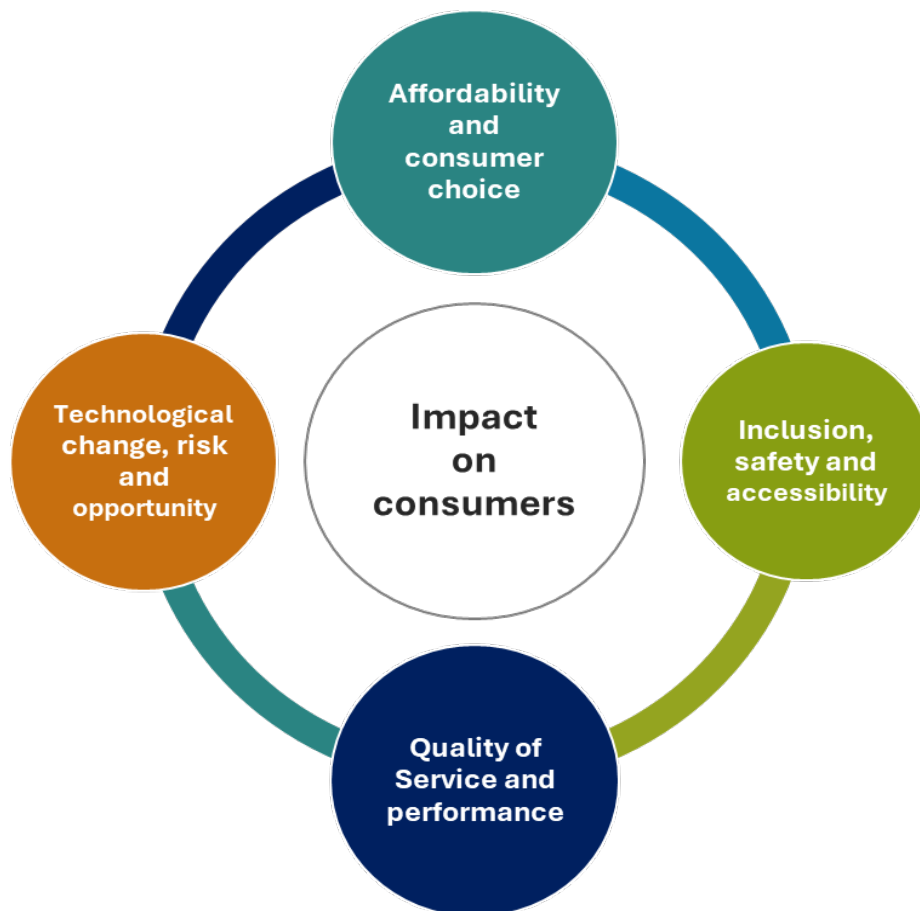 Affordability
and
consumer
choice
Technological
change, risk
and
opportunity
Impact
on
consumers
Inclusion,
safety and
accessibility
Quality of
Service and
performance